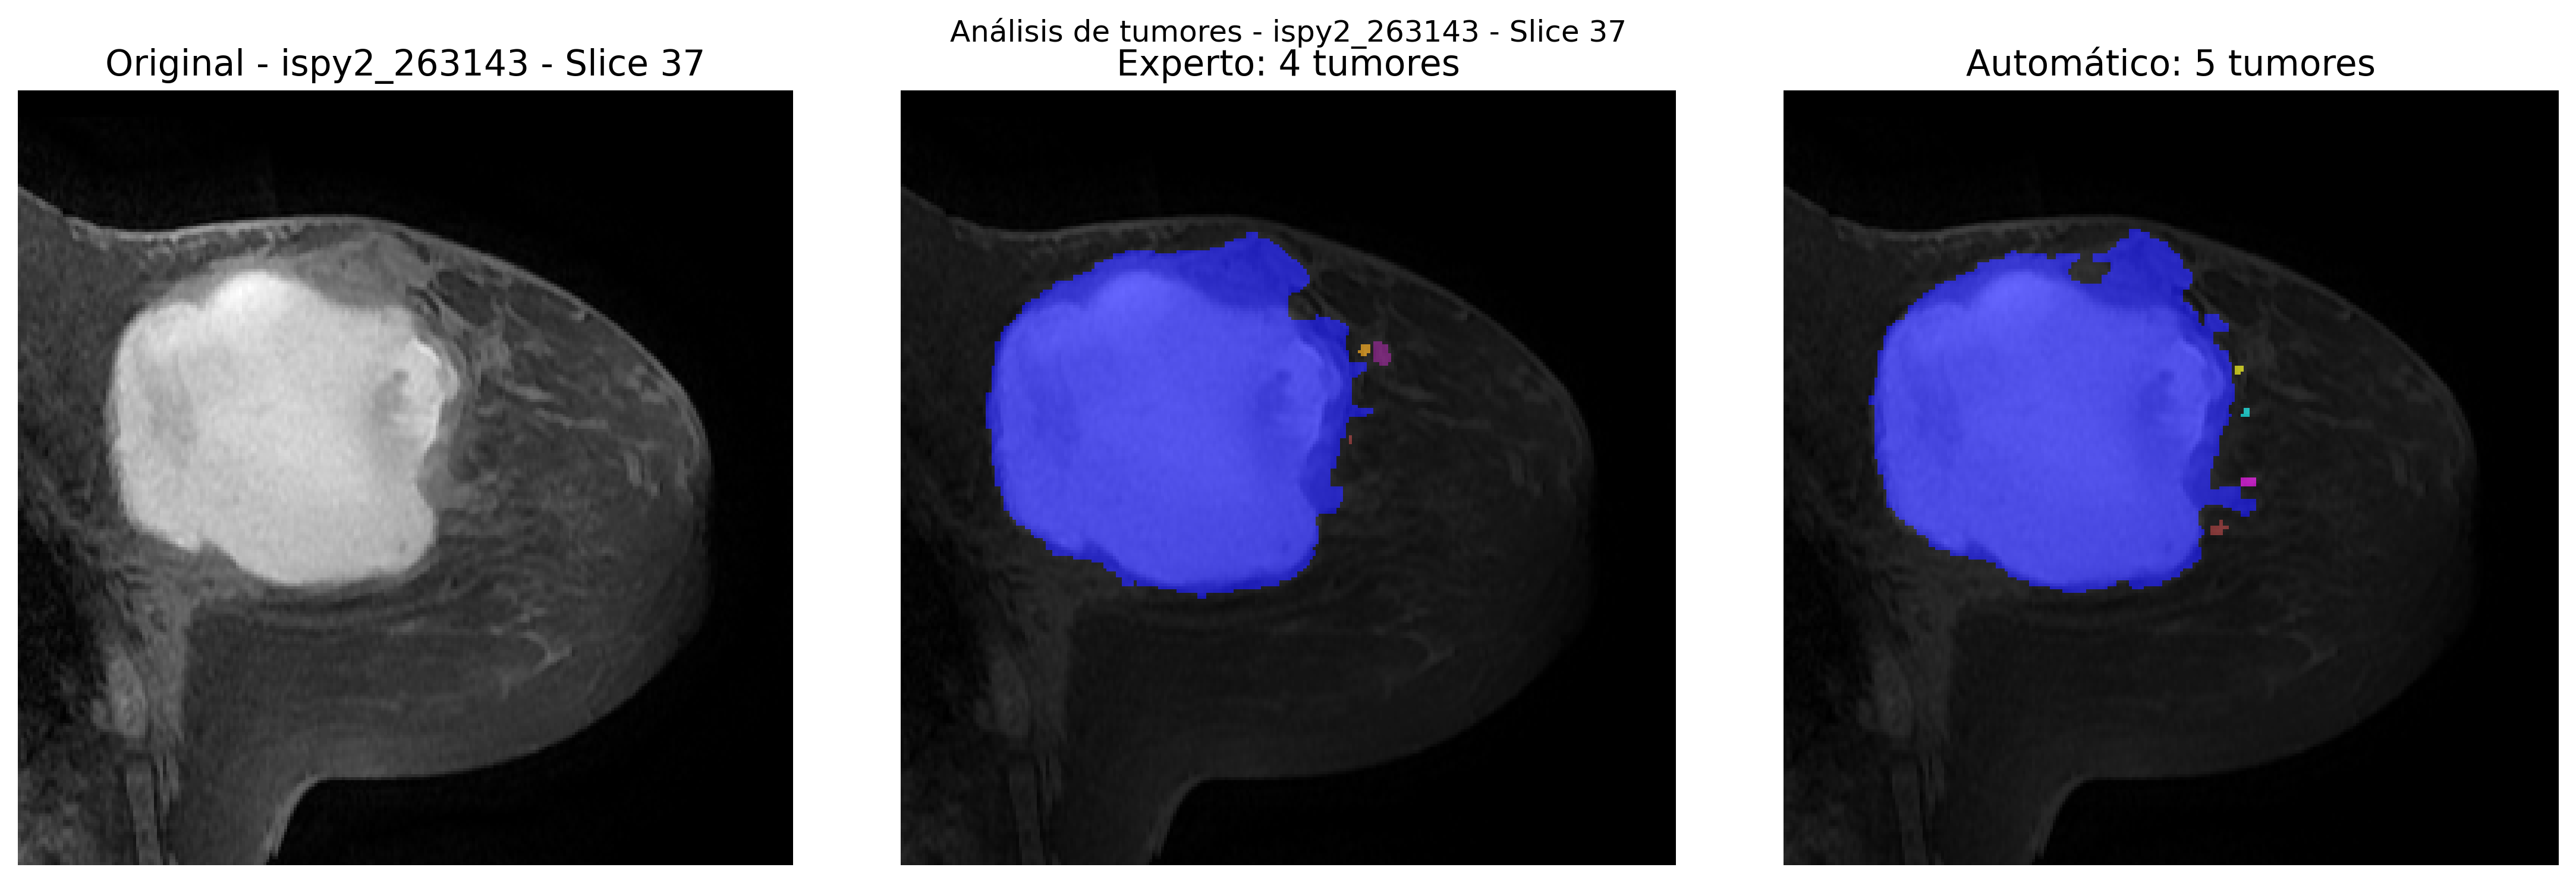 Análisis de tumores - ispy2_263143 - Slice 37
Original - ispy2_263143 - Slice 37
Experto: 4 tumores
Automático: 5 tumores